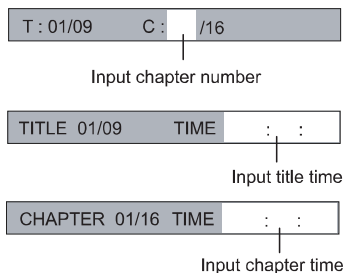 T : 01/09 C : /16
Input chapter number
TITLE 01/09 TIME : :
Input title time
CHAPTER 01/16 TIME : :
Input chapter time